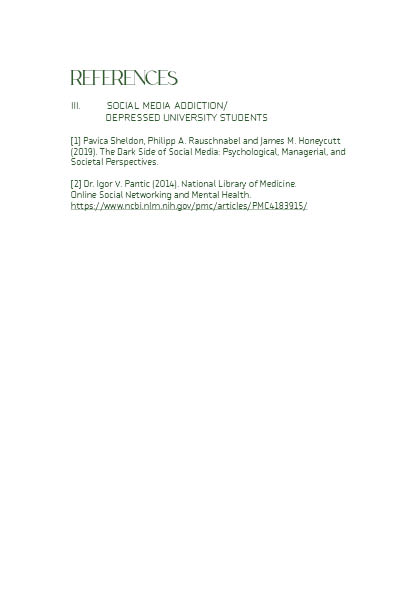 REFERENCES
III. SOCIAL MEDIA ADDICTION/
DEPRESSED UNIVERSITY STUDENTS
[1] Pavica Sheldon, Philipp A. Rauschnabel and James M. Honeycutt
(2019). The Dark Side of Social Media: Psychological, Managerial, and
Societal Perspectives.
[2] Dr. Igor V. Pantic (2014). National Library of Medicine.
Online Social Networking and Mental Health.
https://www.ncbi.nlm.nih.gov/pmc/articles/PMC4183915/